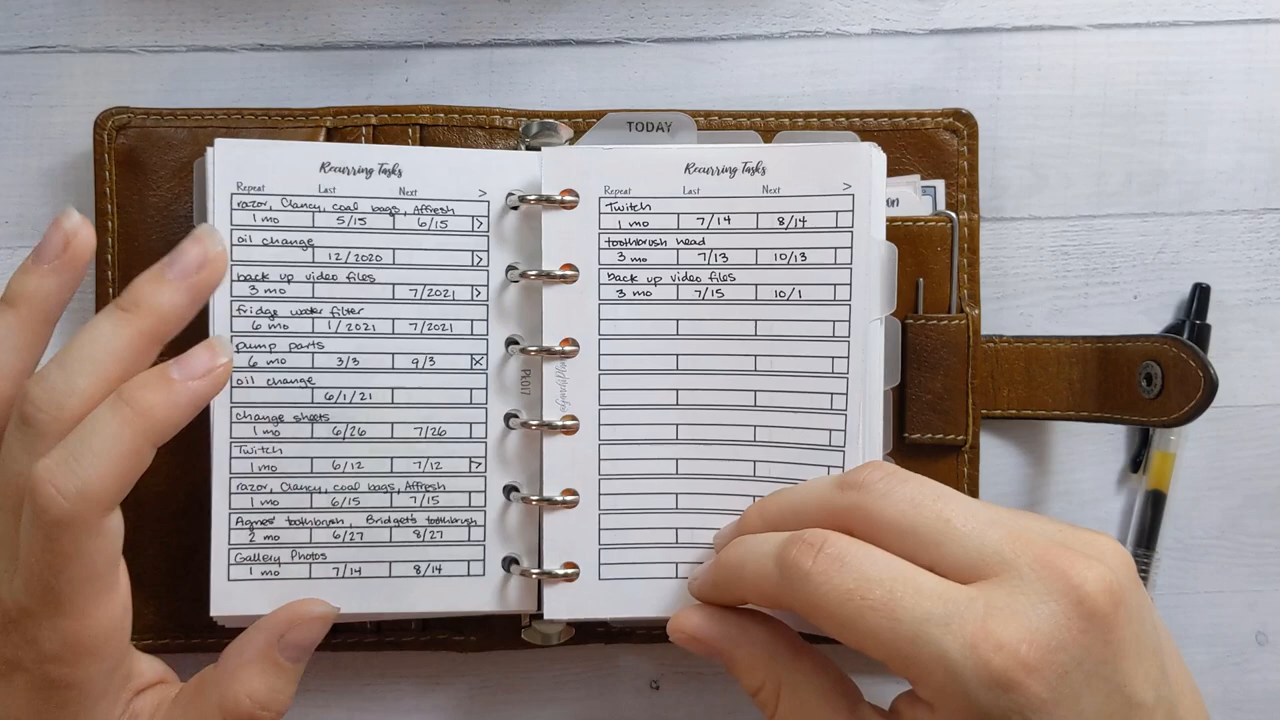 TODAY
Recurring Tasks
Repeat Last Next >
razor, Clancy, coal bags, Affresh
1 mo 5/15 6/15 >
oil change
12/2020 >
back up video files
3 mo 7/2021 >
fridge water filter
6 mo 1/2021 7/2021
pump parts
6 mo 3/3 9/3 X
oil change
6/1/21
change sheets
1 mo 6/26 7/26
Twitch
1 mo 6/12 7/12 >
razor, Clancy, coal bags, Affresh
1 mo 6/15 7/15
Agnes' toothbrush, Bridget's toothbrush
2 mo 6/27 8/27
Gallery Photos
1 mo 7/14 8/14
PK017
Recurring Tasks
Repeat Last Next >
Twitch
1 mo 7/14 8/14
toothbrush head
3 mo 7/13 10/13
back up video files
3 mo 7/15 10/1